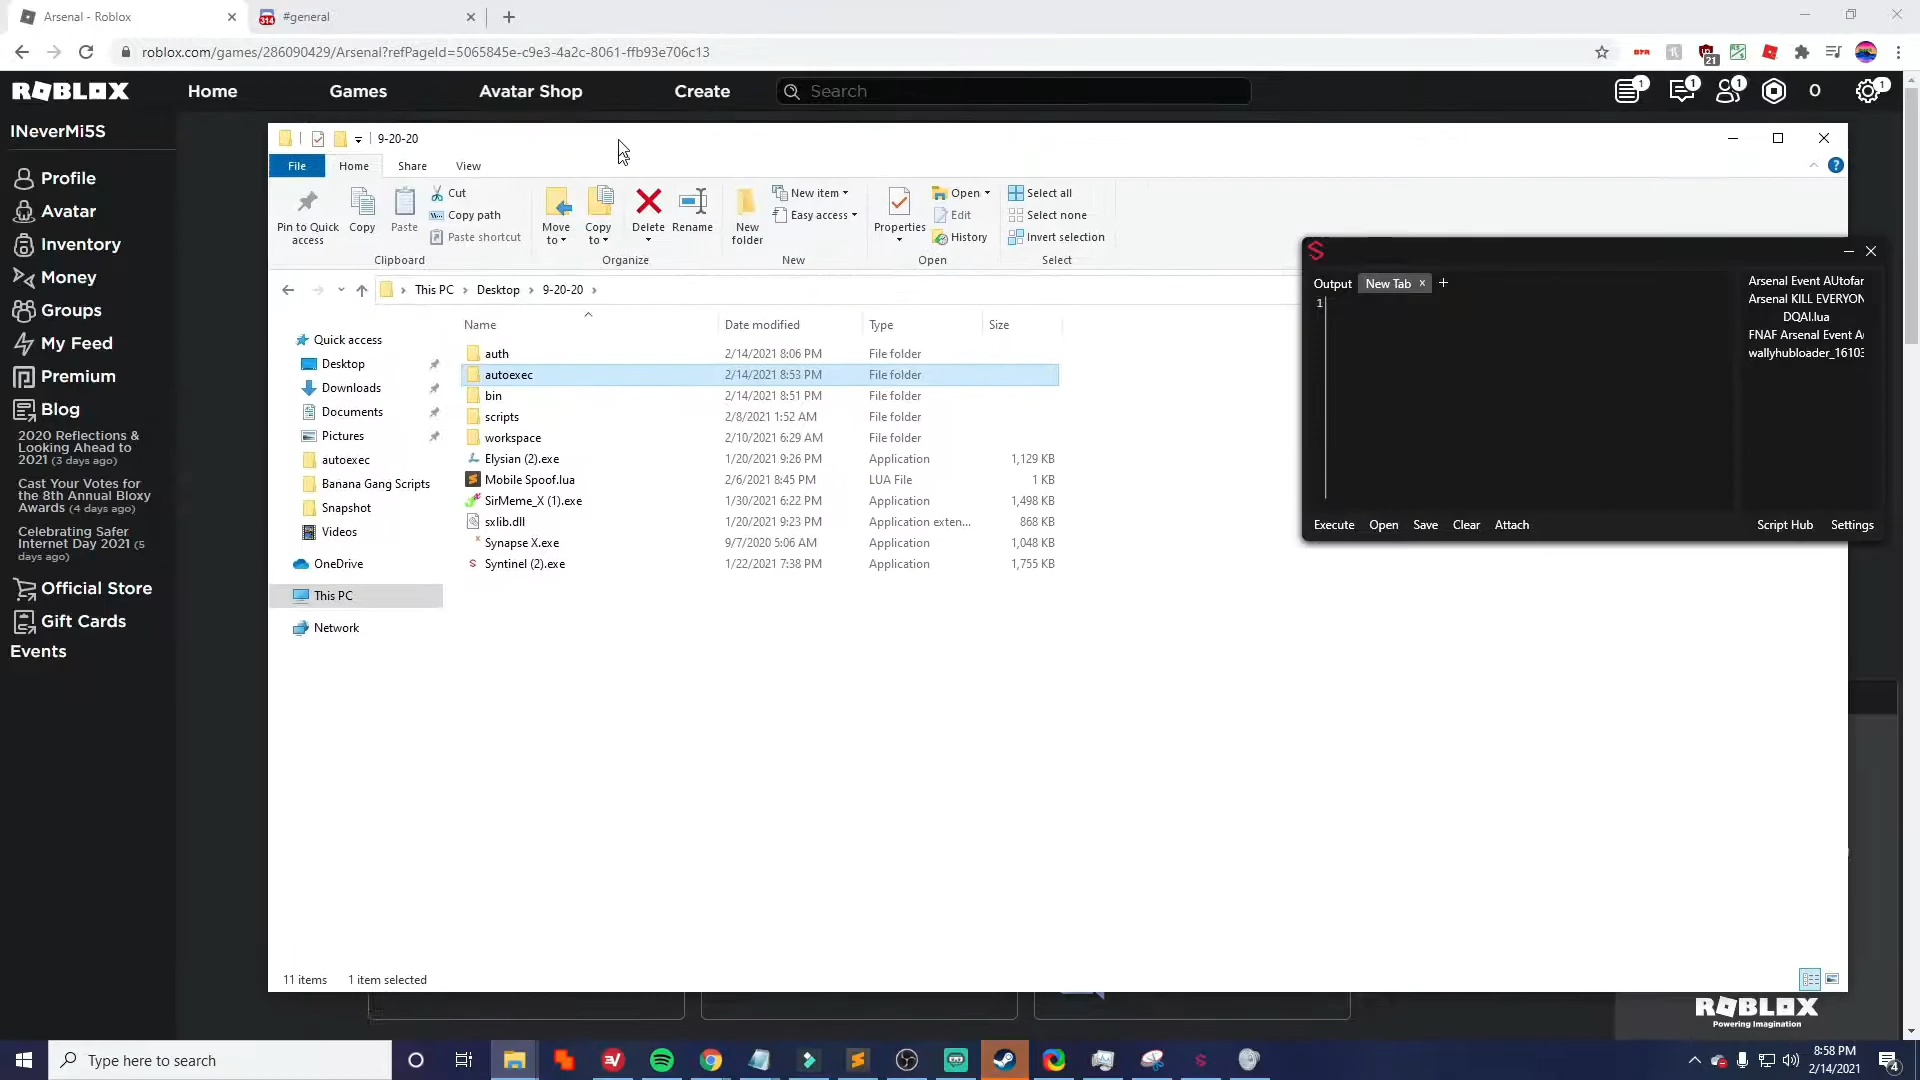 Arsenal - Roblox
#general
314
roblox.com/games/286090429/Arsenal?refPageId=5065845e-c9e3-4a2c-8061-ffb93e706c13
21
ROBLOX
Home
Games
Avatar Shop
Create
Search
1
1
1
0
1
INeverMi5S
Profile
Avatar
Inventory
Money
Groups
My Feed
Premium
Blog
2020 Reflections &
Looking Ahead to
2021 (3 days ago)
Cast Your Votes for
the 8th Annual Bloxy
Awards (4 days ago)
Celebrating Safer
Internet Day 2021 (5
days ago)
Official Store
Gift Cards
Events
9-20-20
File
Home
Share
View
Pin to Quick
access
Copy
Paste
Cut
Copy path
Paste shortcut
Clipboard
Move
to
Copy
to
Delete
Rename
Organize
New
folder
New item
Easy access
New
Properties
Open
Edit
History
Open
Select all
Select none
Invert selection
Select
This PC > Desktop > 9-20-20 >
Quick access
Desktop
Downloads
Documents
Pictures
autoexec
Banana Gang Scripts
Snapshot
Videos
OneDrive
This PC
Network
Name Date modified Type Size
auth 2/14/2021 8:06 PM File folder
autoexec 2/14/2021 8:53 PM File folder
bin 2/14/2021 8:51 PM File folder
scripts 2/8/2021 1:52 AM File folder
workspace 2/10/2021 6:29 AM File folder
Elysian (2).exe 1/20/2021 9:26 PM Application 1,129 KB
Mobile Spoof.lua 2/6/2021 8:45 PM LUA File 1 KB
SirMeme_X (1).exe 1/30/2021 6:22 PM Application 1,498 KB
sxlib.dll 1/20/2021 9:23 PM Application exten... 868 KB
Synapse X.exe 9/7/2020 5:06 AM Application 1,048 KB
Syntinel (2).exe 1/22/2021 7:38 PM Application 1,755 KB
11 items
1 item selected
Output
New Tab
1
Arsenal Event AUtofar
Arsenal KILL EVERYON
DQAI.lua
FNAF Arsenal Event A
wallyhubloader_1610
Execute
Open
Save
Clear
Attach
Script Hub
Settings
ROBLOX
Powering Imagination
Type here to search
8:58 PM
2/14/2021
4